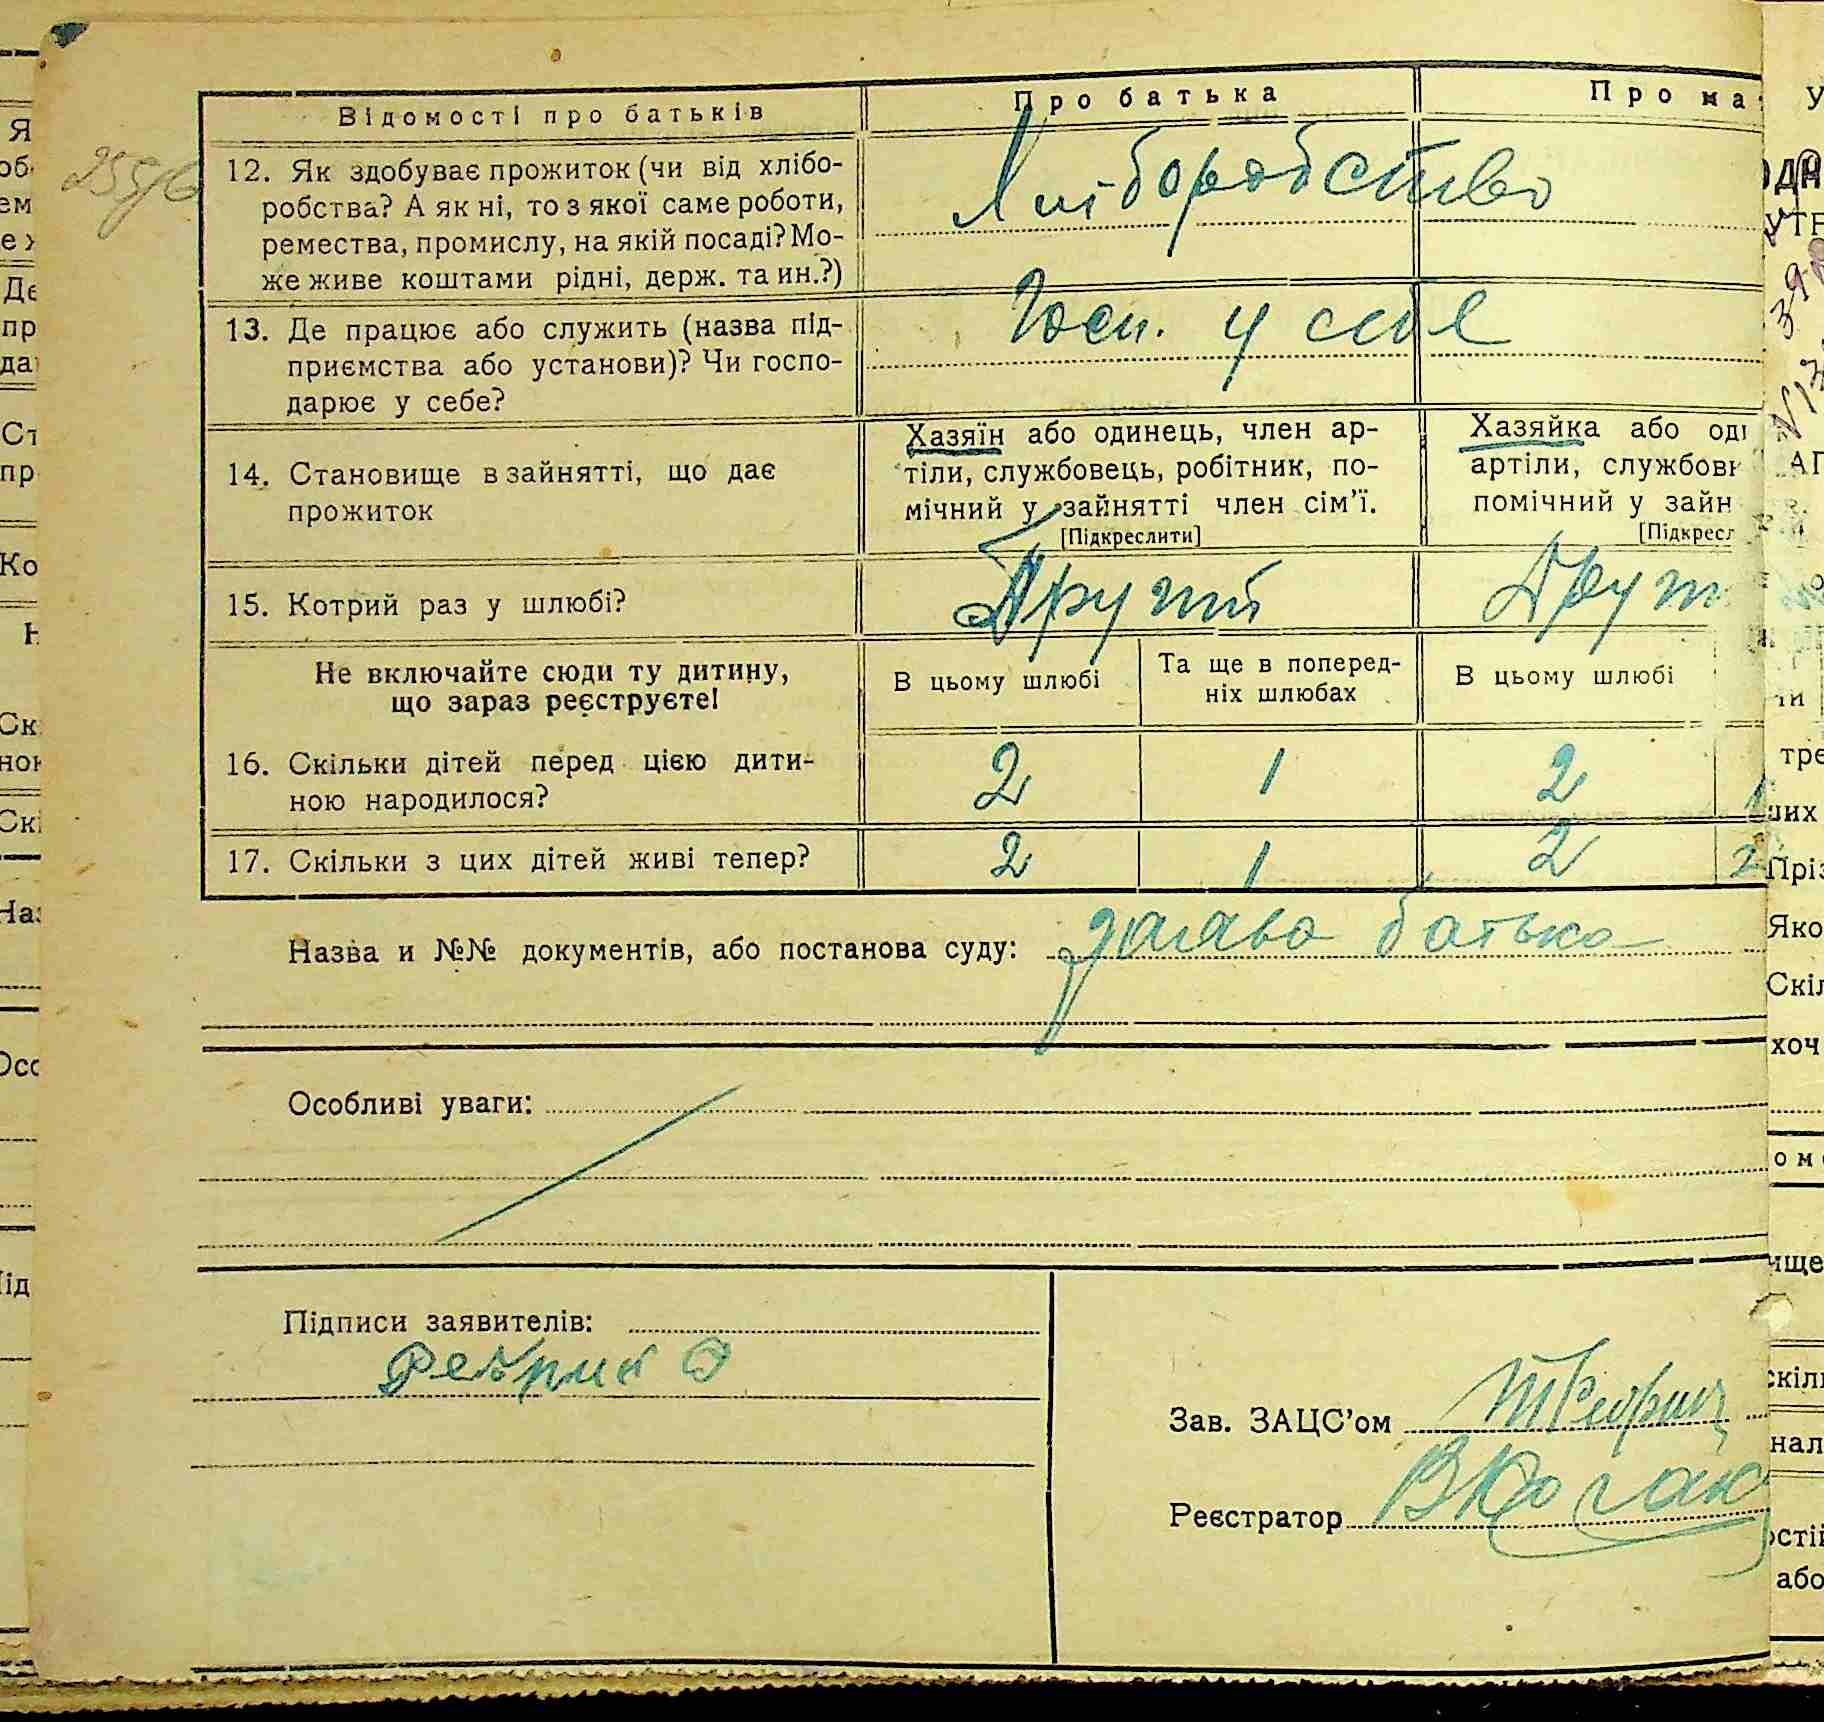 Відомості про батьків
Про батька
Про ма
12. Як здобуває прожиток (чи від хлібо-
робства? А як ні, то з якої саме роботи,
ремества, промислу, на якій посаді? Мо-
же живе коштами рідні, держ. та ин.?)
Хліборобство
13. Де працює або служить (назва під-
приємства або установи)? Чи госпо-
дарює у себе?
Госп. у себе
14. Становище в зайнятті, що дає
прожиток
Хазяїн або одинець, член ар-
тіли, службовець, робітник, по-
мічний у зайнятті член сім'ї.
[Підкреслити]
Хазяйка або оди
артіли, службов
помічний у зайн
[Підкресл
15. Котрий раз у шлюбі?
Другий
Друг
Не включайте сюди ту дитину,
що зараз реєструєте!
В цьому шлюбі
Та ще в поперед-
ніх шлюбах
В цьому шлюбі
16. Скільки дітей перед цією дити-
ною народилося?
2 1 2
17. Скільки з цих дітей живі тепер?
2 1 2 2
Назва и №№ документів, або постанова суду: заява батька
Особливі уваги:
Підписи заявителів:
Зав. ЗАЦС'ом
Реєстратор